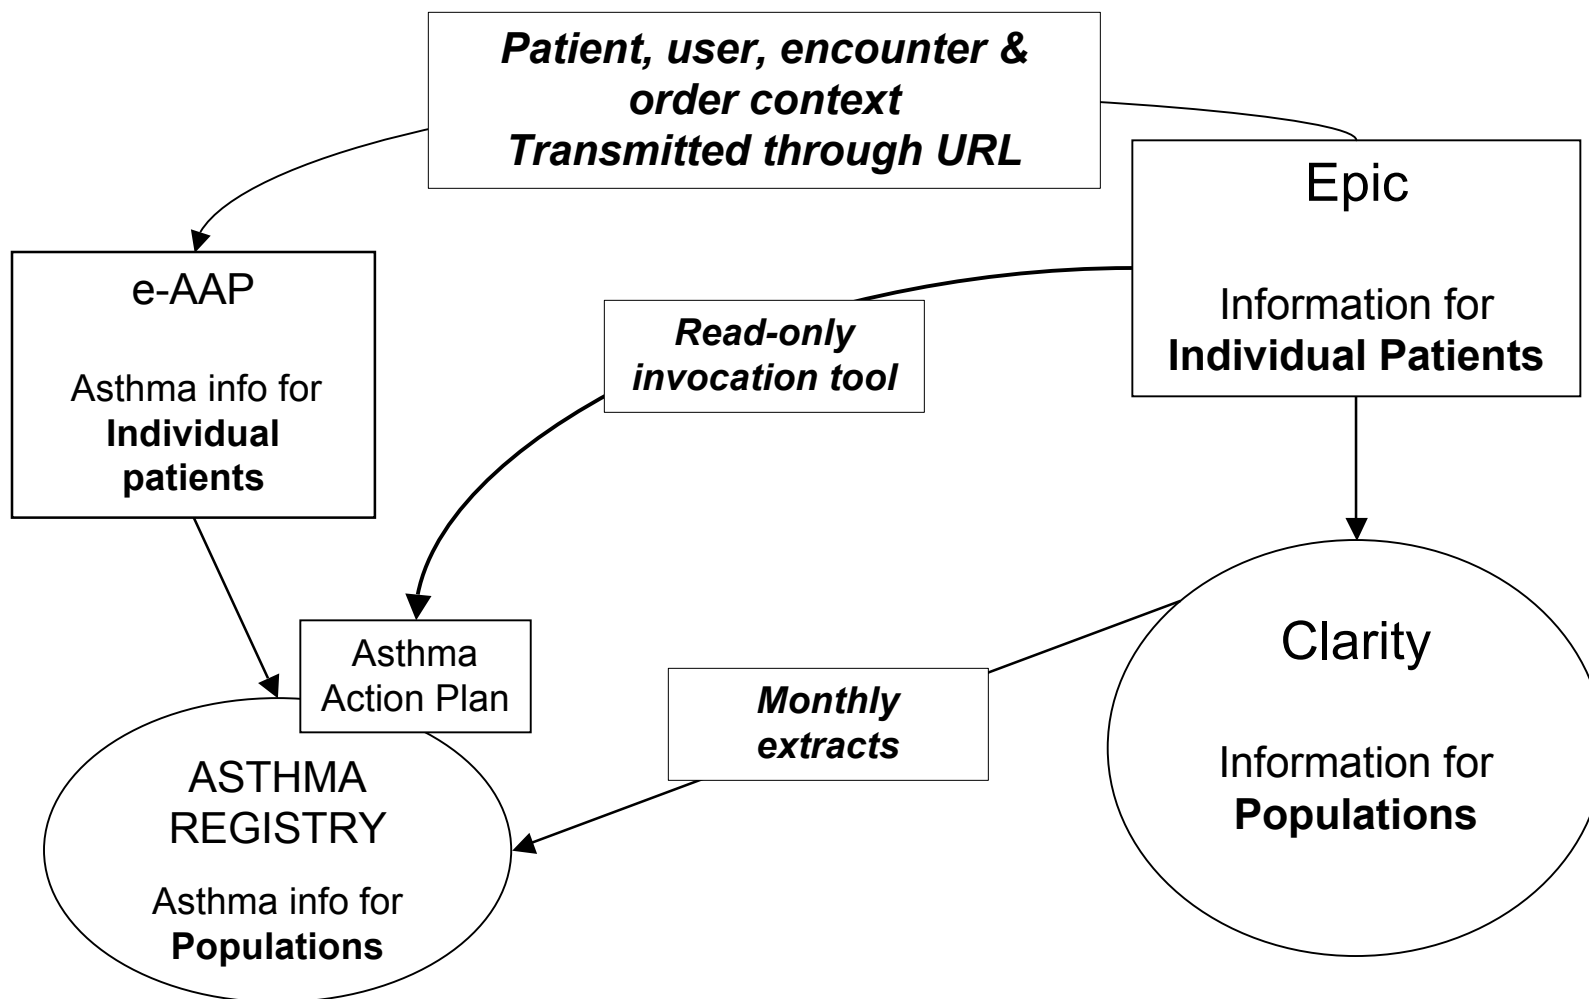 Patient, user, encounter &
order context
Transmitted through URL
Epic
Information for
Individual Patients
e-AAP
Asthma info for
Individual
patients
Read-only
invocation tool
Asthma
Action Plan
Clarity
Information for
Populations
Monthly
extracts
ASTHMA
REGISTRY
Asthma info for
Populations